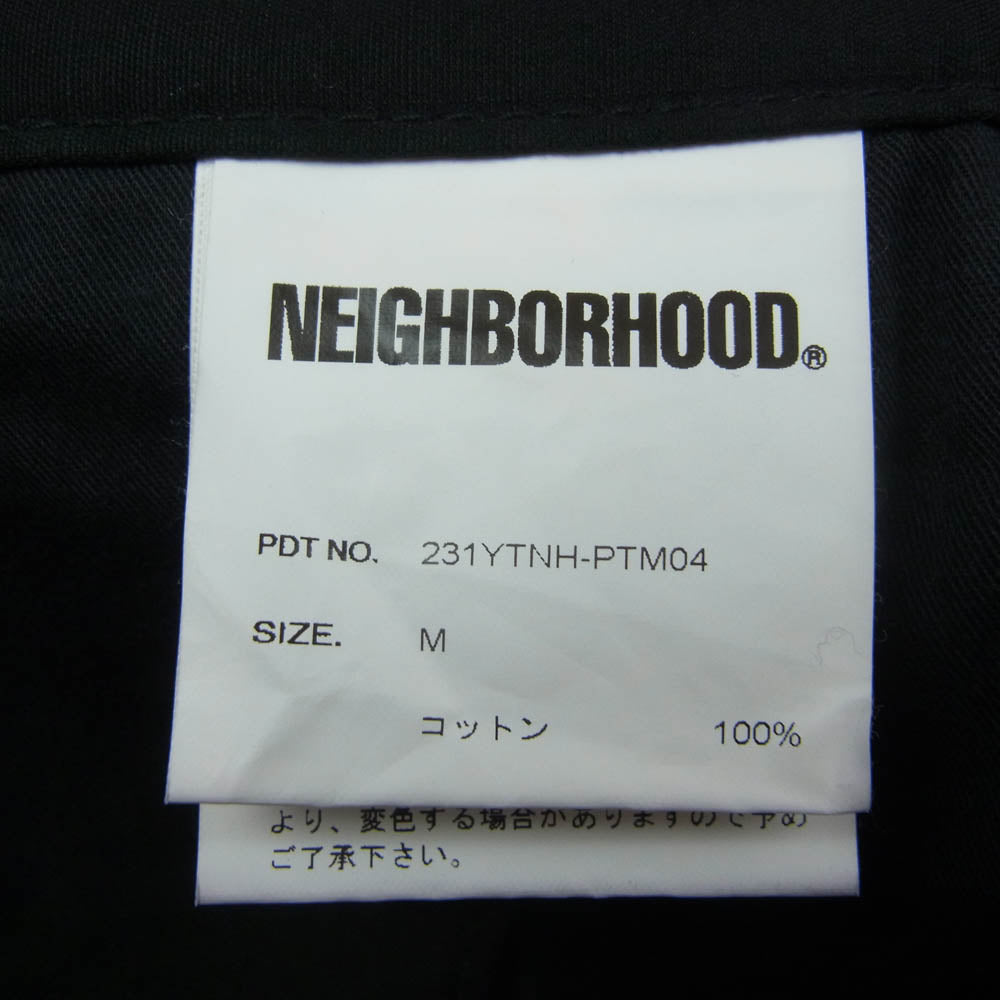 NEIGHBORHOOD®
PDT NO. 231YTNH-PTM04
SIZE. M
コットン 100%
より、変色する場合がありますので予め
ご了承下さい。